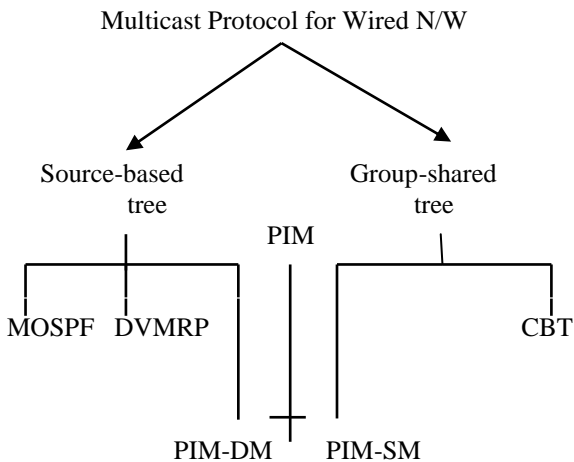 Multicast Protocol for Wired N/W
Source-based
tree
Group-shared
tree
PIM
MOSPF
DVMRP
CBT
PIM-DM
PIM-SM